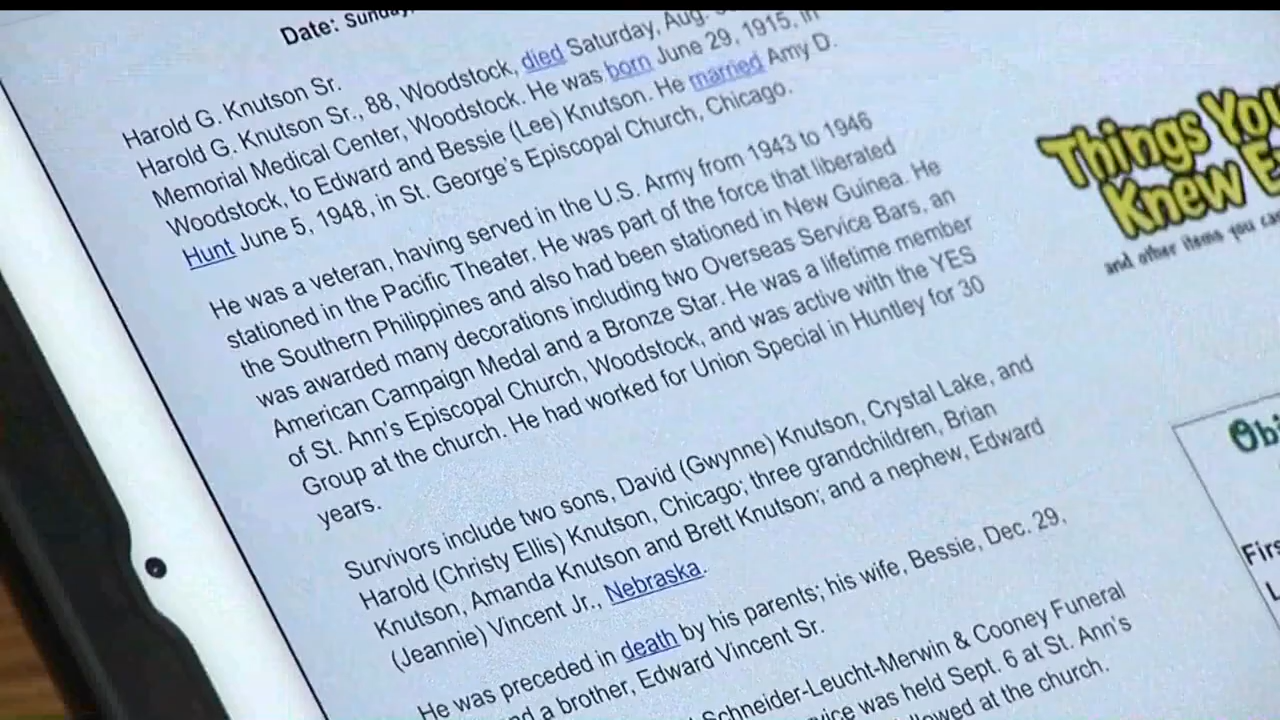 Date: Sunday,
Harold G. Knutson Sr.
Harold G. Knutson Sr., 88, Woodstock, died Saturday, Aug.
Memorial Medical Center, Woodstock. He was born June 29, 1915, in
Woodstock, to Edward and Bessie (Lee) Knutson. He married Amy D.
Hunt June 5, 1948, in St. George's Episcopal Church, Chicago.
He was a veteran, having served in the U.S. Army from 1943 to 1946
stationed in the Pacific Theater. He was part of the force that liberated
the Southern Philippines and also had been stationed in New Guinea. He
was awarded many decorations including two Overseas Service Bars, an
American Campaign Medal and a Bronze Star. He was a lifetime member
of St. Ann's Episcopal Church, Woodstock, and was active with the YES
Group at the church. He had worked for Union Special in Huntley for 30
years.
Survivors include two sons, David (Gwynne) Knutson, Crystal Lake, and
Harold (Christy Ellis) Knutson, Chicago; three grandchildren, Brian
Knutson, Amanda Knutson and Brett Knutson; and a nephew, Edward
(Jeannie) Vincent Jr., Nebraska.
He was preceded in death by his parents; his wife, Bessie, Dec. 29,
a brother, Edward Vincent Sr.
Schneider-Leucht-Merwin & Cooney Funeral
was held Sept. 6 at St. Ann's
at the church.
Things You
Knew
and other items you